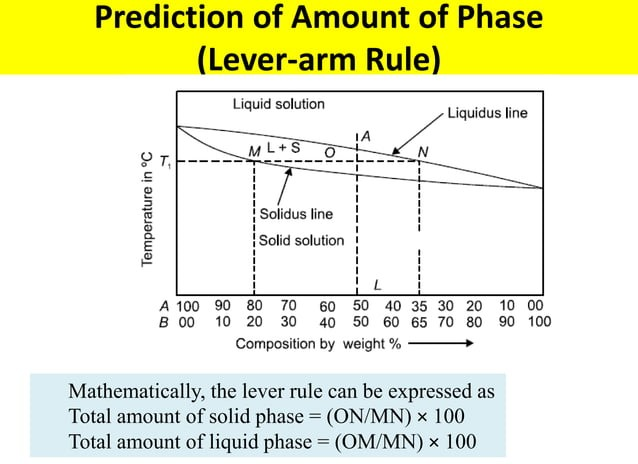 Prediction of Amount of Phase
(Lever-arm Rule)
Liquid solution
Liquidus line
A
M L + S O N
T1
Temperature in °C
Solidus line
Solid solution
L
A 100 90 80 70 60 50 40 35 30 20 10 00
B 00 10 20 30 40 50 60 65 70 80 90 100
Composition by weight %
Mathematically, the lever rule can be expressed as
Total amount of solid phase = (ON/MN) × 100
Total amount of liquid phase = (OM/MN) × 100